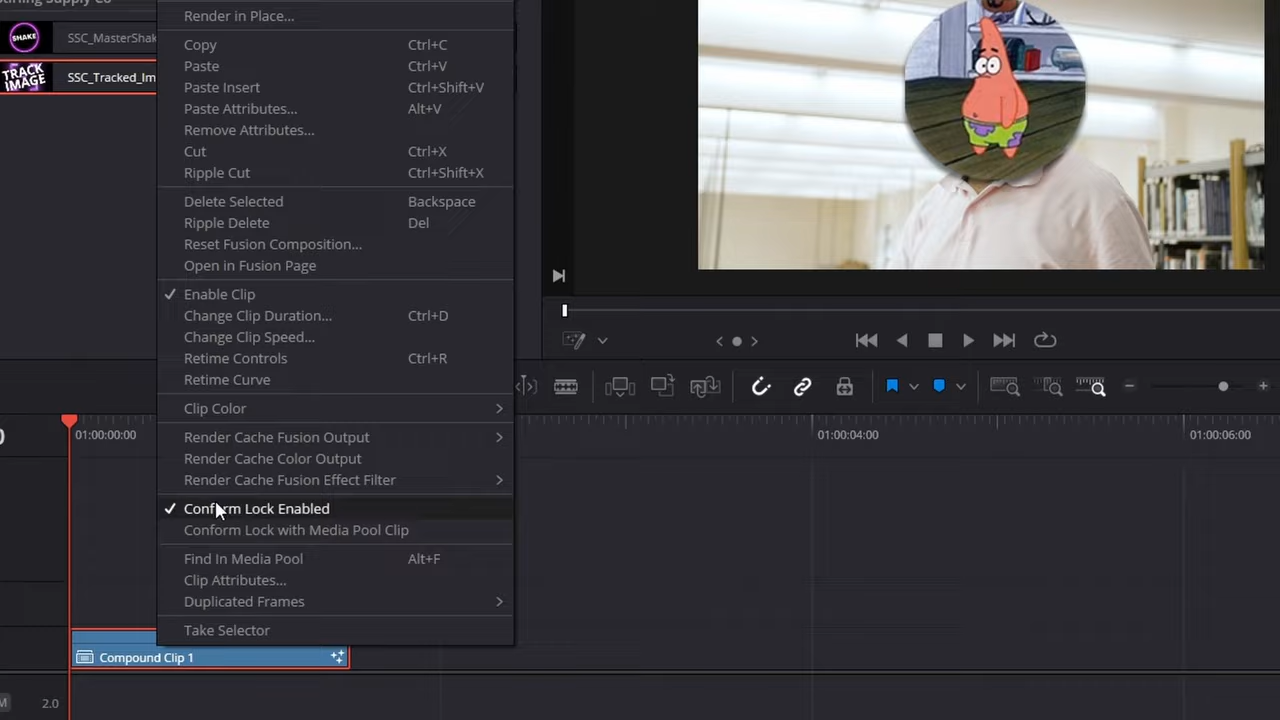 Stirling Supply Co
SHAKE
SSC_MasterShak
TRACK
IMAGE
SSC_Tracked_Im
Render in Place...
Copy Ctrl+C
Paste Ctrl+V
Paste Insert Ctrl+Shift+V
Paste Attributes... Alt+V
Remove Attributes...
Cut Ctrl+X
Ripple Cut Ctrl+Shift+X
Delete Selected Backspace
Ripple Delete Del
Reset Fusion Composition...
Open in Fusion Page
Enable Clip
Change Clip Duration... Ctrl+D
Change Clip Speed...
Retime Controls Ctrl+R
Retime Curve
Clip Color
Render Cache Fusion Output
Render Cache Color Output
Render Cache Fusion Effect Filter
Conform Lock Enabled
Conform Lock with Media Pool Clip
Find In Media Pool Alt+F
Clip Attributes...
Duplicated Frames
Take Selector
0
01:00:00:00
01:00:04:00
01:00:06:00
Compound Clip 1
M 2.0